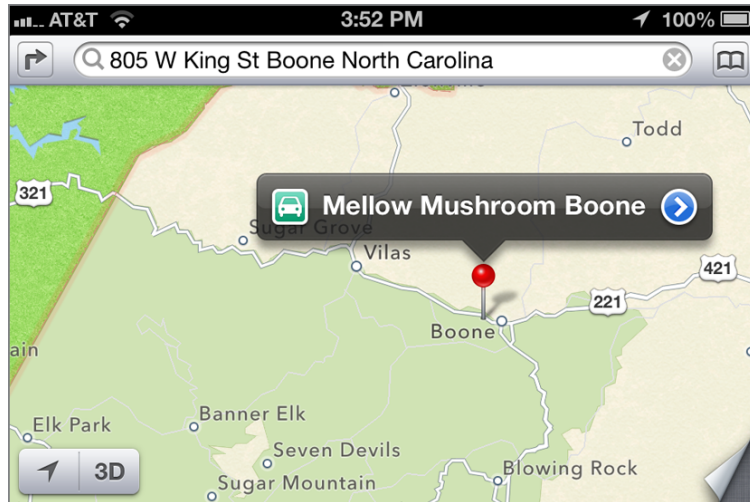 AT&T 3:52 PM 100%
805 W King St Boone North Carolina
Todd
321
Mellow Mushroom Boone
Sugar Grove
Vilas
421
221
Boone
ain
Banner Elk
Elk Park
Seven Devils
3D
Blowing Rock
Sugar Mountain